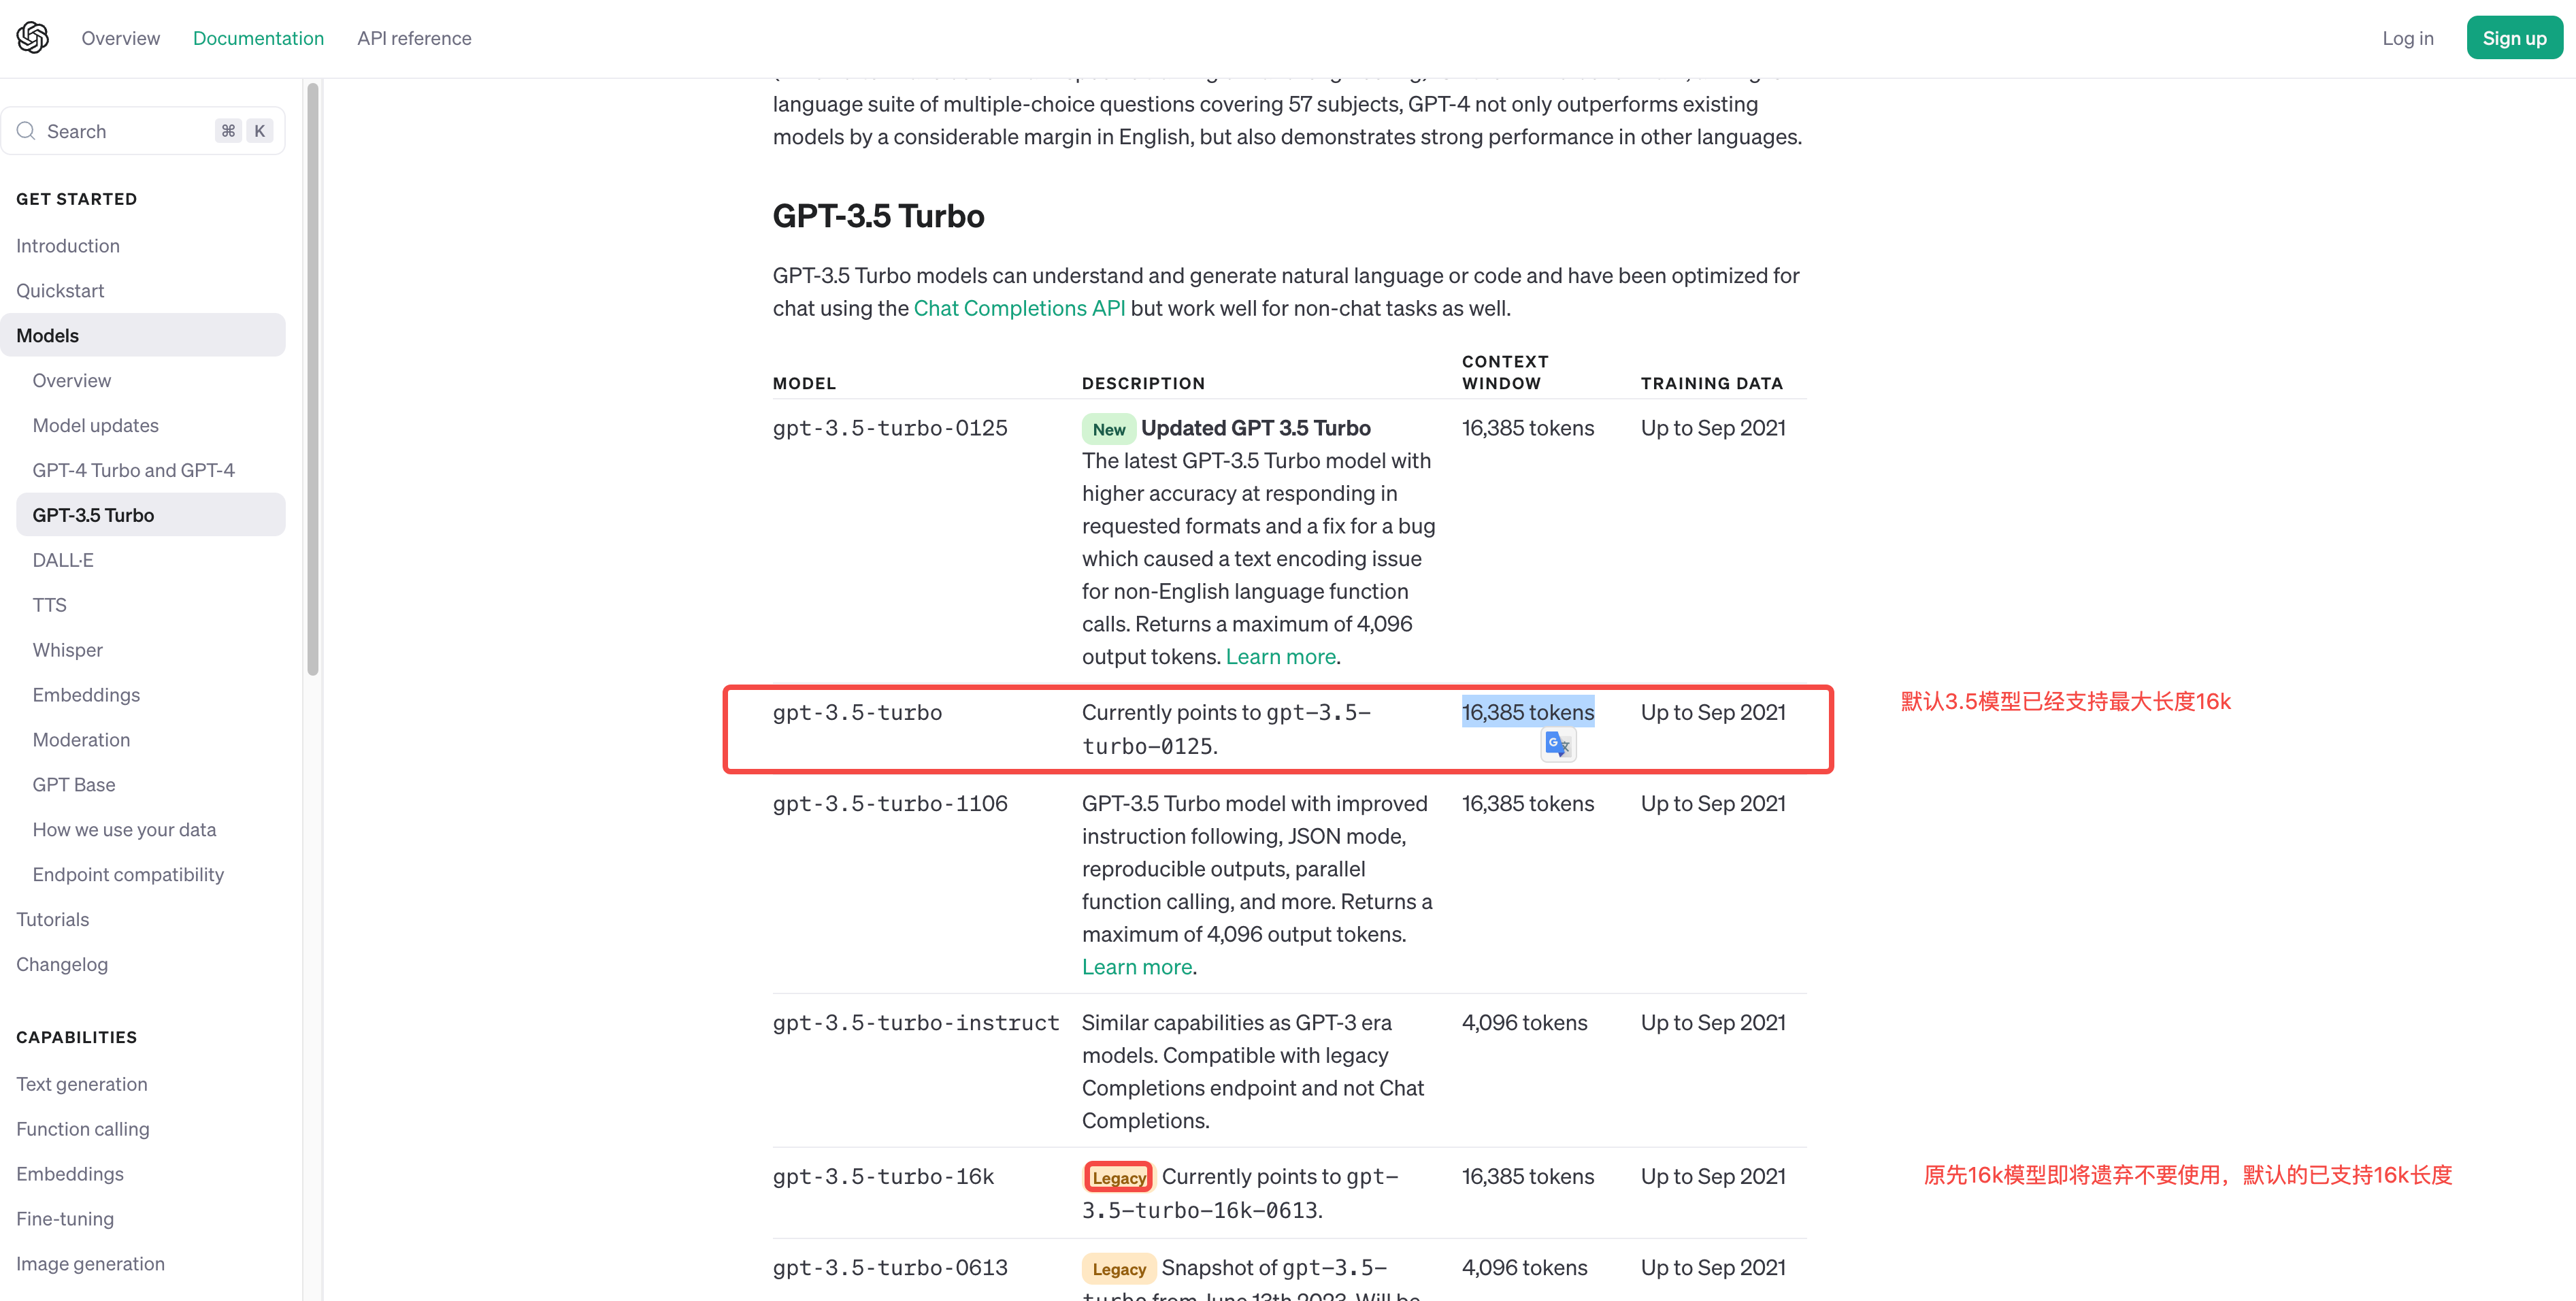 Overview
Documentation
API reference
Log in
Sign up
Search
⌘ K
GET STARTED
Introduction
Quickstart
Models
Overview
Model updates
GPT-4 Turbo and GPT-4
GPT-3.5 Turbo
DALL·E
TTS
Whisper
Embeddings
Moderation
GPT Base
How we use your data
Endpoint compatibility
Tutorials
Changelog
CAPABILITIES
Text generation
Function calling
Embeddings
Fine-tuning
Image generation
language suite of multiple-choice questions covering 57 subjects, GPT-4 not only outperforms existing
models by a considerable margin in English, but also demonstrates strong performance in other languages.
GPT-3.5 Turbo
GPT-3.5 Turbo models can understand and generate natural language or code and have been optimized for
chat using the Chat Completions API but work well for non-chat tasks as well.
MODEL
DESCRIPTION
CONTEXT
WINDOW
TRAINING DATA
gpt-3.5-turbo-0125
New Updated GPT 3.5 Turbo
The latest GPT-3.5 Turbo model with
higher accuracy at responding in
requested formats and a fix for a bug
which caused a text encoding issue
for non-English language function
calls. Returns a maximum of 4,096
output tokens. Learn more.
16,385 tokens
Up to Sep 2021
gpt-3.5-turbo
Currently points to gpt-3.5-
turbo-0125.
16,385 tokens
Up to Sep 2021
默认3.5模型已经支持最大长度16k
gpt-3.5-turbo-1106
GPT-3.5 Turbo model with improved
instruction following, JSON mode,
reproducible outputs, parallel
function calling, and more. Returns a
maximum of 4,096 output tokens.
Learn more.
16,385 tokens
Up to Sep 2021
gpt-3.5-turbo-instruct
Similar capabilities as GPT-3 era
models. Compatible with legacy
Completions endpoint and not Chat
Completions.
4,096 tokens
Up to Sep 2021
gpt-3.5-turbo-16k
Legacy Currently points to gpt-
3.5-turbo-16k-0613.
16,385 tokens
Up to Sep 2021
原先16k模型即将遗弃不要使用，默认的已支持16k长度
gpt-3.5-turbo-0613
Legacy Snapshot of gpt-3.5-
turbo from June 13th 2023. Will be
4,096 tokens
Up to Sep 2021